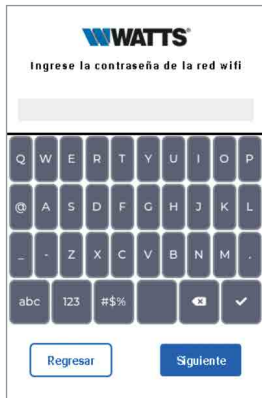 WATTS
Ingrese la contraseña de la red wifi
Q W E R T Y U I O P
@ A S D F G H J K L
_ - Z X C V B N M .
abc 123 #$%
Regresar Siguiente